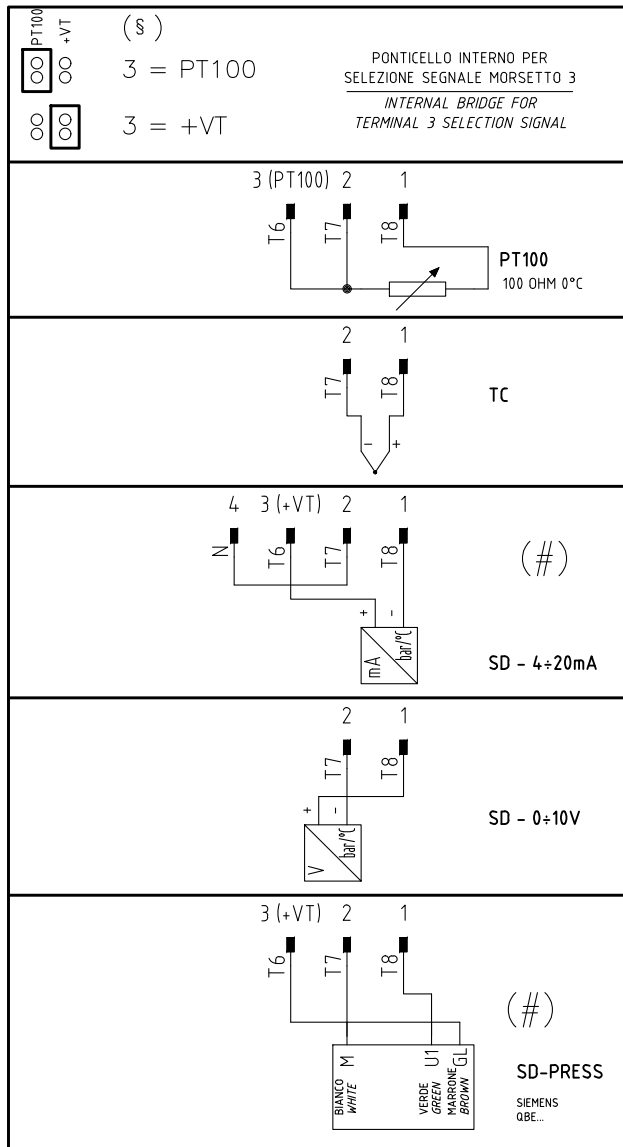 PT100 +VT
(§)
3 = PT100
3 = +VT
PONTICELLO INTERNO PER
SELEZIONE SEGNALE MORSETTO 3
INTERNAL BRIDGE FOR
TERMINAL 3 SELECTION SIGNAL
3 (PT100) 2 1
T6 T7 T8
PT100
100 OHM 0°C
2 1
T7 T8
TC
- +
4 3 (+VT) 2 1
N T6 T7 T8
(#)
+ -
mA bar/°C
SD - 4÷20mA
2 1
T7 T8
+ -
V bar/°C
SD - 0÷10V
3 (+VT) 2 1
T6 T7 T8
(#)
M U1 GL
BIANCO
WHITE
VERDE
GREEN
MARRONE
BROWN
SD-PRESS
SIEMENS
QBE...